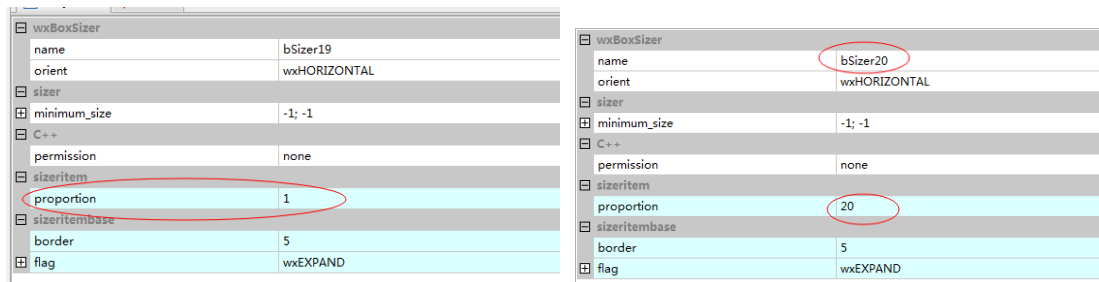 wxBoxSizer
name bSizer19
orient wxHORIZONTAL
sizer
minimum_size -1; -1
C++
permission none
sizeritem
proportion 1
sizeritembase
border 5
flag wxEXPAND
wxBoxSizer
name bSizer20
orient wxHORIZONTAL
sizer
minimum_size -1; -1
C++
permission none
sizeritem
proportion 20
sizeritembase
border 5
flag wxEXPAND